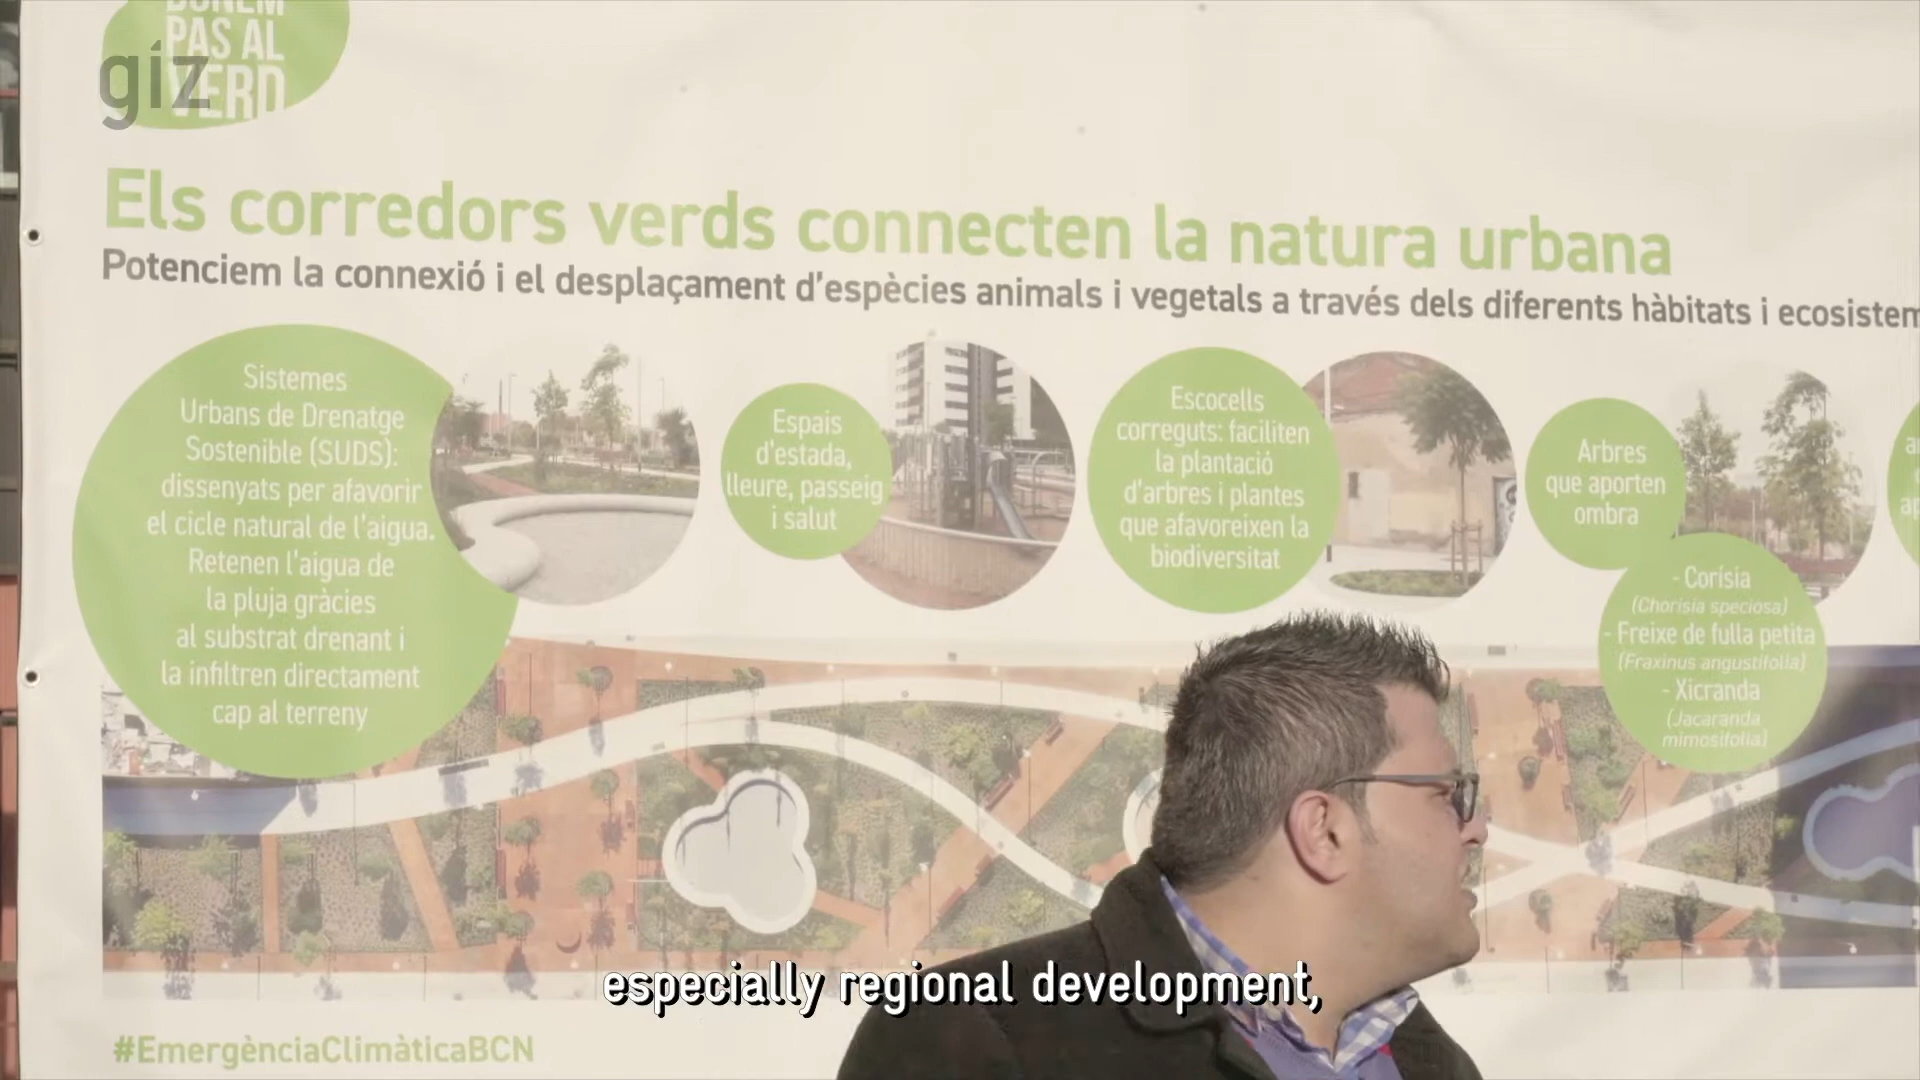 PAS AL
VERD
giz
Els corredors verds connecten la natura urbana
Potenciem la connexió i el desplaçament d'espècies animals i vegetals a través dels diferents hàbitats i
Sistemes
Urbans de Drenatge
Sostenible (SUDS):
dissenyats per afavorir
el cicle natural de l'aigua.
Retenen l'aigua de
la pluja gràcies
al substrat drenant i
la infiltren directament
cap al terreny
Espais
d'estada,
lleure, passeig
i salut
Escocells
correguts: faciliten
la plantació
d'arbres i plantes
que afavoreixen la
biodiversitat
Arbres
que aporten
ombra
- Corísia
(Chorisia speciosa)
- Freixe de fulla petita
(Fraxinus angustifolia)
- Xicranda
(Jacaranda
mimosifolia)
especially regional development,
#EmergènciaClimàticaBCN